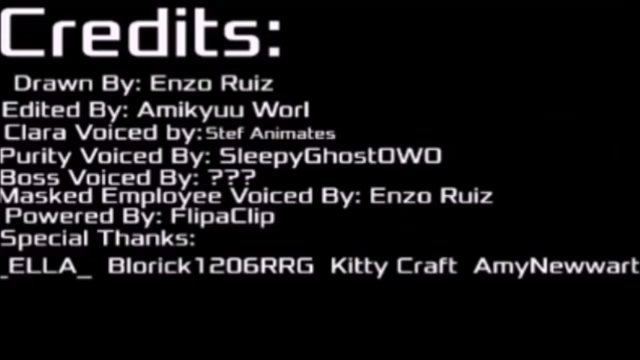 Credits:
Drawn By: Enzo Ruiz
Edited By: Amikyuu Worl
Clara Voiced by: Stef Animates
Purity Voiced By: SleepyGhostOWO
Boss Voiced By: ???
Masked Employee Voiced By: Enzo Ruiz
Powered By: FlipaClip
Special Thanks:
_ELLA_ Blorick1206RRG Kitty Craft AmyNewwart